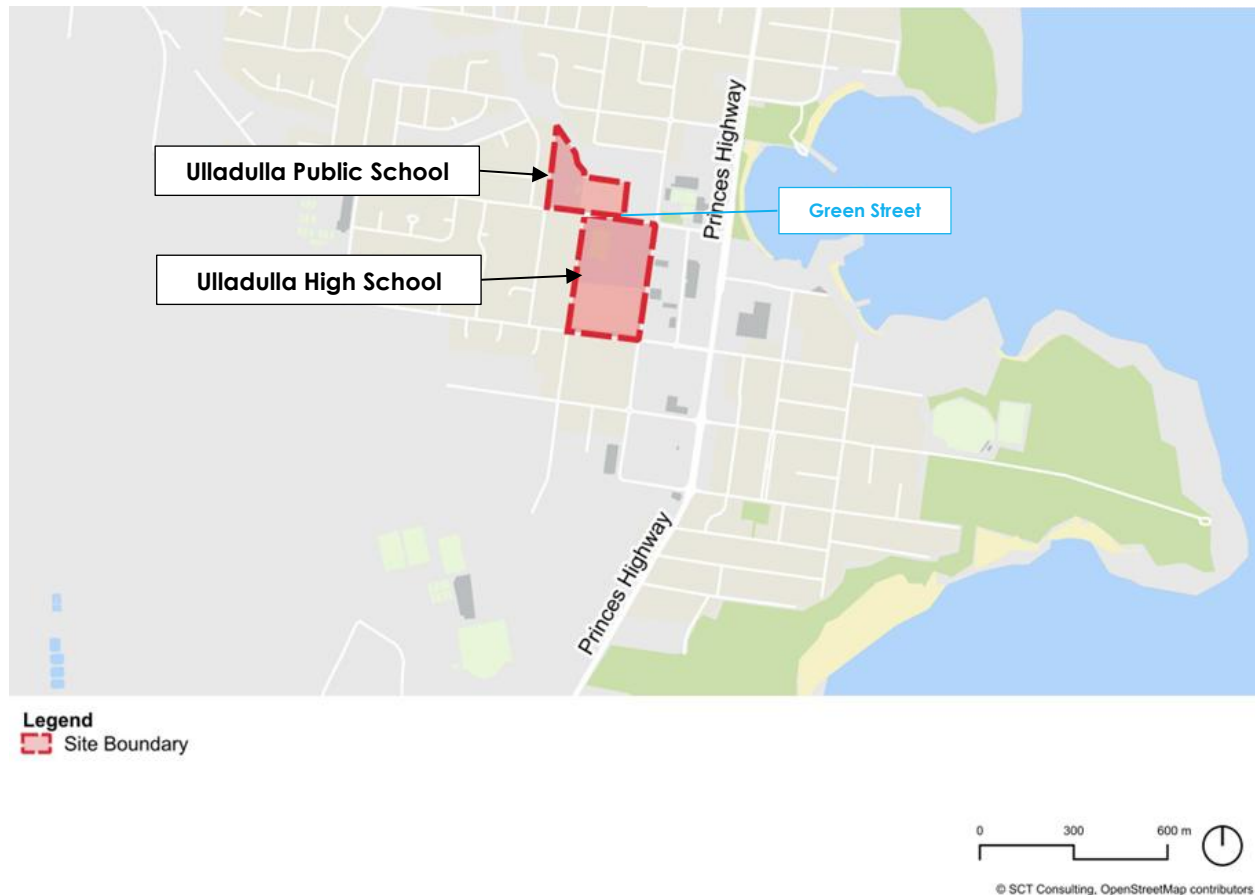 Princes Highway
Ulladulla Public School
Green Street
Ulladulla High School
Princes Highway
Legend
Site Boundary
0 300 600 m
© SCT Consulting, OpenStreetMap contributors